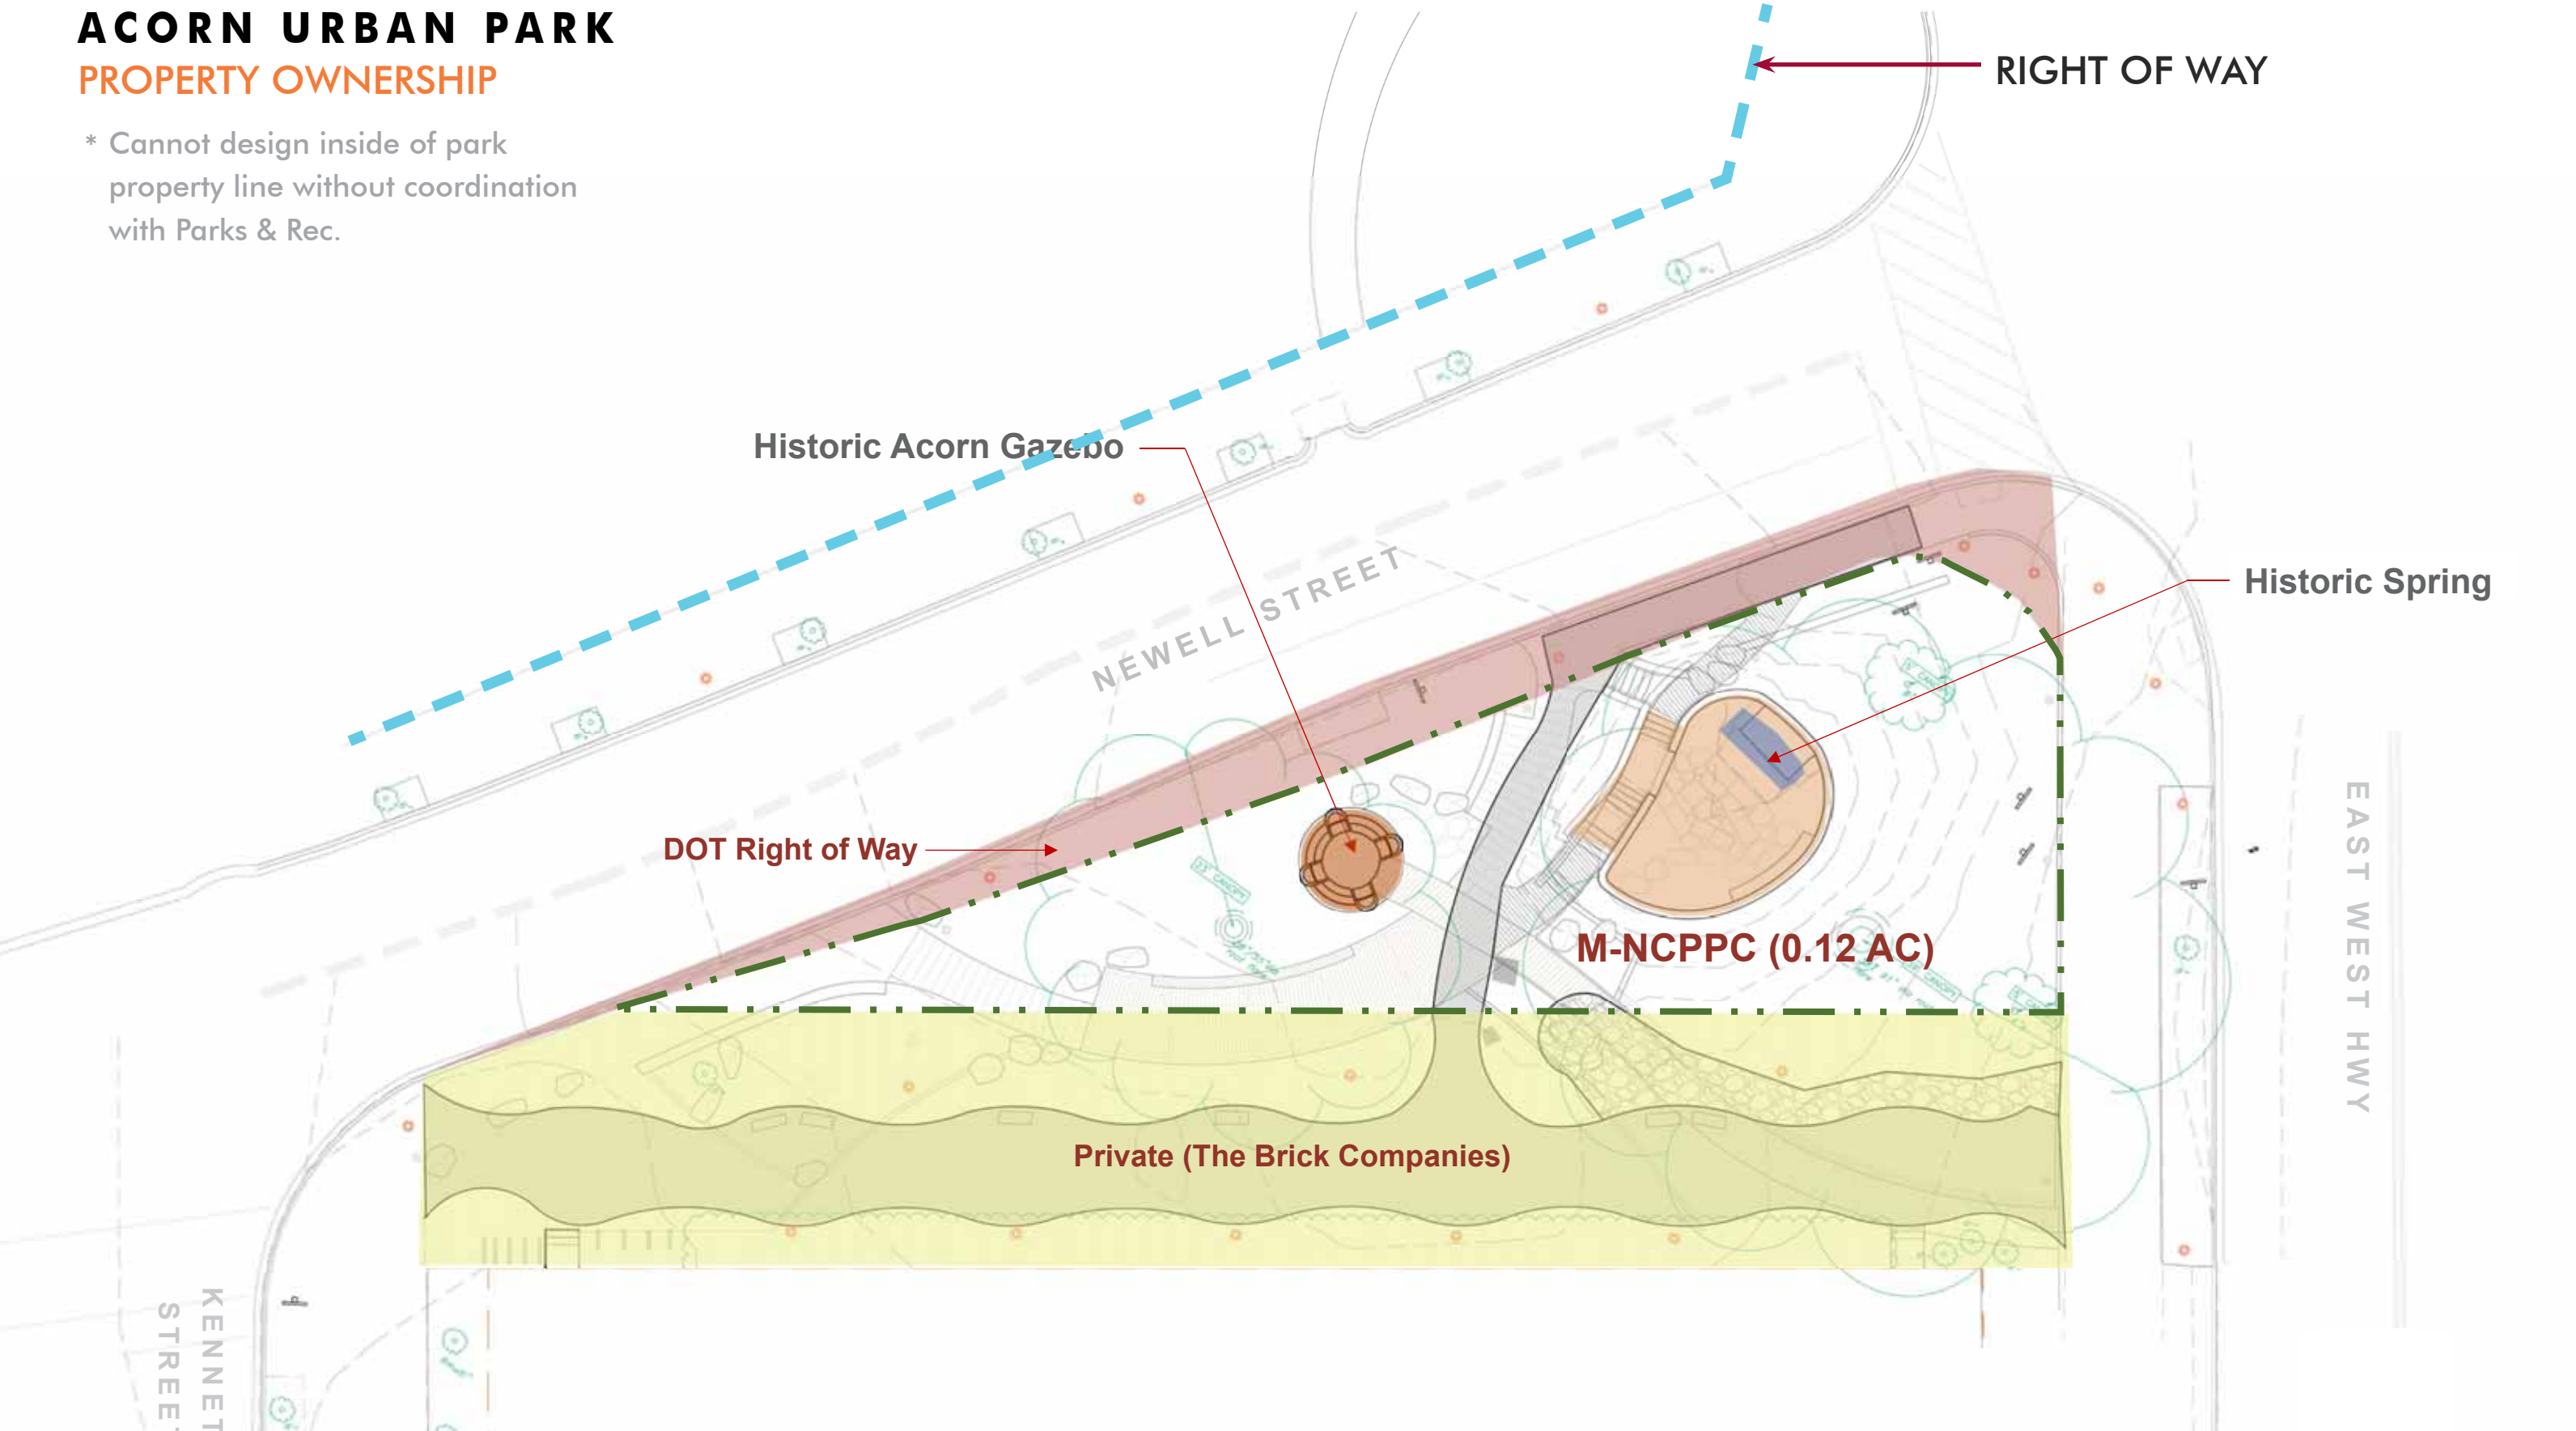 ACORN URBAN PARK
PROPERTY OWNERSHIP
* Cannot design inside of park
property line without coordination
with Parks & Rec.
RIGHT OF WAY
Historic Acorn Gazebo
NEWELL STREET
Historic Spring
DOT Right of Way
M-NCPPC (0.12 AC)
EAST WEST HWY
Private (The Brick Companies)
KENNET
STREET